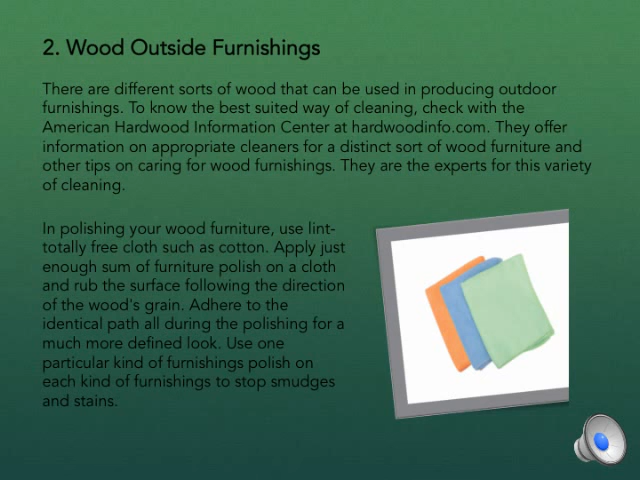 2. Wood Outside Furnishings
There are different sorts of wood that can be used in producing outdoor
furnishings. To know the best suited way of cleaning, check with the
American Hardwood Information Center at hardwoodinfo.com. They offer
information on appropriate cleaners for a distinct sort of wood furniture and
other tips on caring for wood furnishings. They are the experts for this variety
of cleaning.
In polishing your wood furniture, use lint-
totally free cloth such as cotton. Apply just
enough sum of furniture polish on a cloth
and rub the surface following the direction
of the wood's grain. Adhere to the
identical path all during the polishing for a
much more defined look. Use one
particular kind of furnishings polish on
each kind of furnishings to stop smudges
and stains.